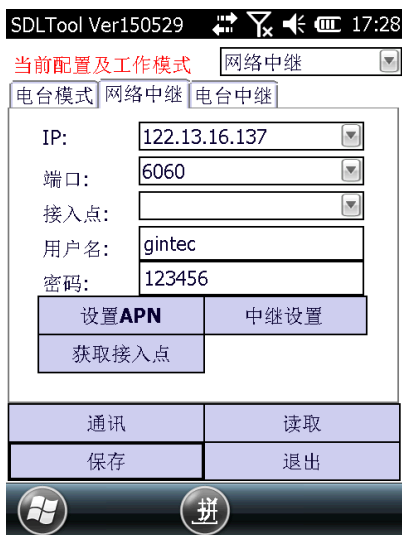 SDLTool Ver150529 17:28
当前配置及工作模式 网络中继
电台模式 网络中继 电台中继
IP: 122.13.16.137
端口: 6060
接入点:
用户名: gintec
密码: 123456
设置APN 中继设置
获取接入点
通讯 读取
保存 退出
拼